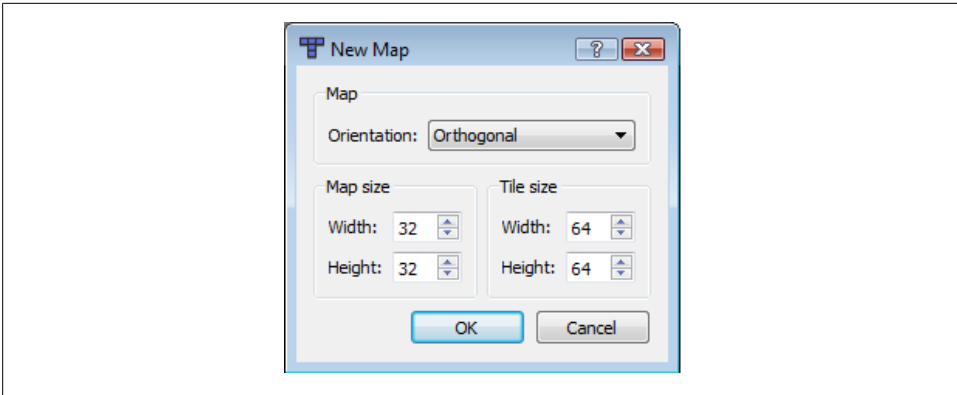 New Map
Map
Orientation: Orthogonal
Map size
Width: 32
Height: 32
Tile size
Width: 64
Height: 64
OK
Cancel